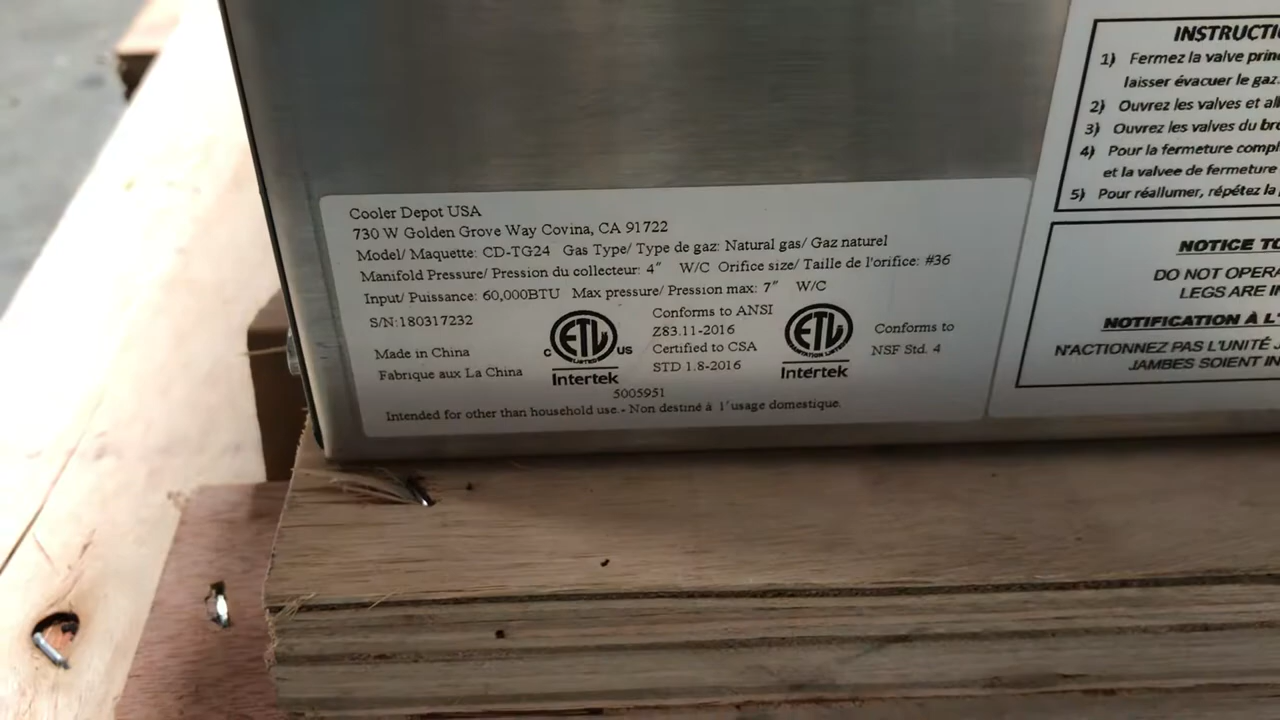 Cooler Depot USA
730 W Golden Grove Way Covina, CA 91722
Model/ Maquette: CD-TG24 Gas Type/ Type de gaz: Natural gas/ Gaz naturel
Manifold Pressure/ Pression du collecteur: 4" W/C Orifice size/ Taille de l'orifice: #36
Input/ Puissance: 60,000BTU Max pressure/ Pression max: 7" W/C
S/N:180317232
Made in China
Fabrique aux La China
C ETL US
LISTED
Intertek
5005951
Conforms to ANSI
Z83.11-2016
Certified to CSA
STD 1.8-2016
ETL
SANITATION LISTED
Intertek
Conforms to
NSF Std. 4
Intended for other than household use.- Non destiné à l'usage domestique.
INSTRUCTI
1) Fermez la valve prin
laisser évacuer le gaz.
2) Ouvrez les valves et al
3) Ouvrez les valves du br
4) Pour la fermeture compl
et la valvee de fermeture
5) Pour réallumer, répétez la
NOTICE TO
DO NOT OPERA
LEGS ARE IN
NOTIFICATION À L'
N'ACTIONNEZ PAS L'UNITÉ J
JAMBES SOIENT IN